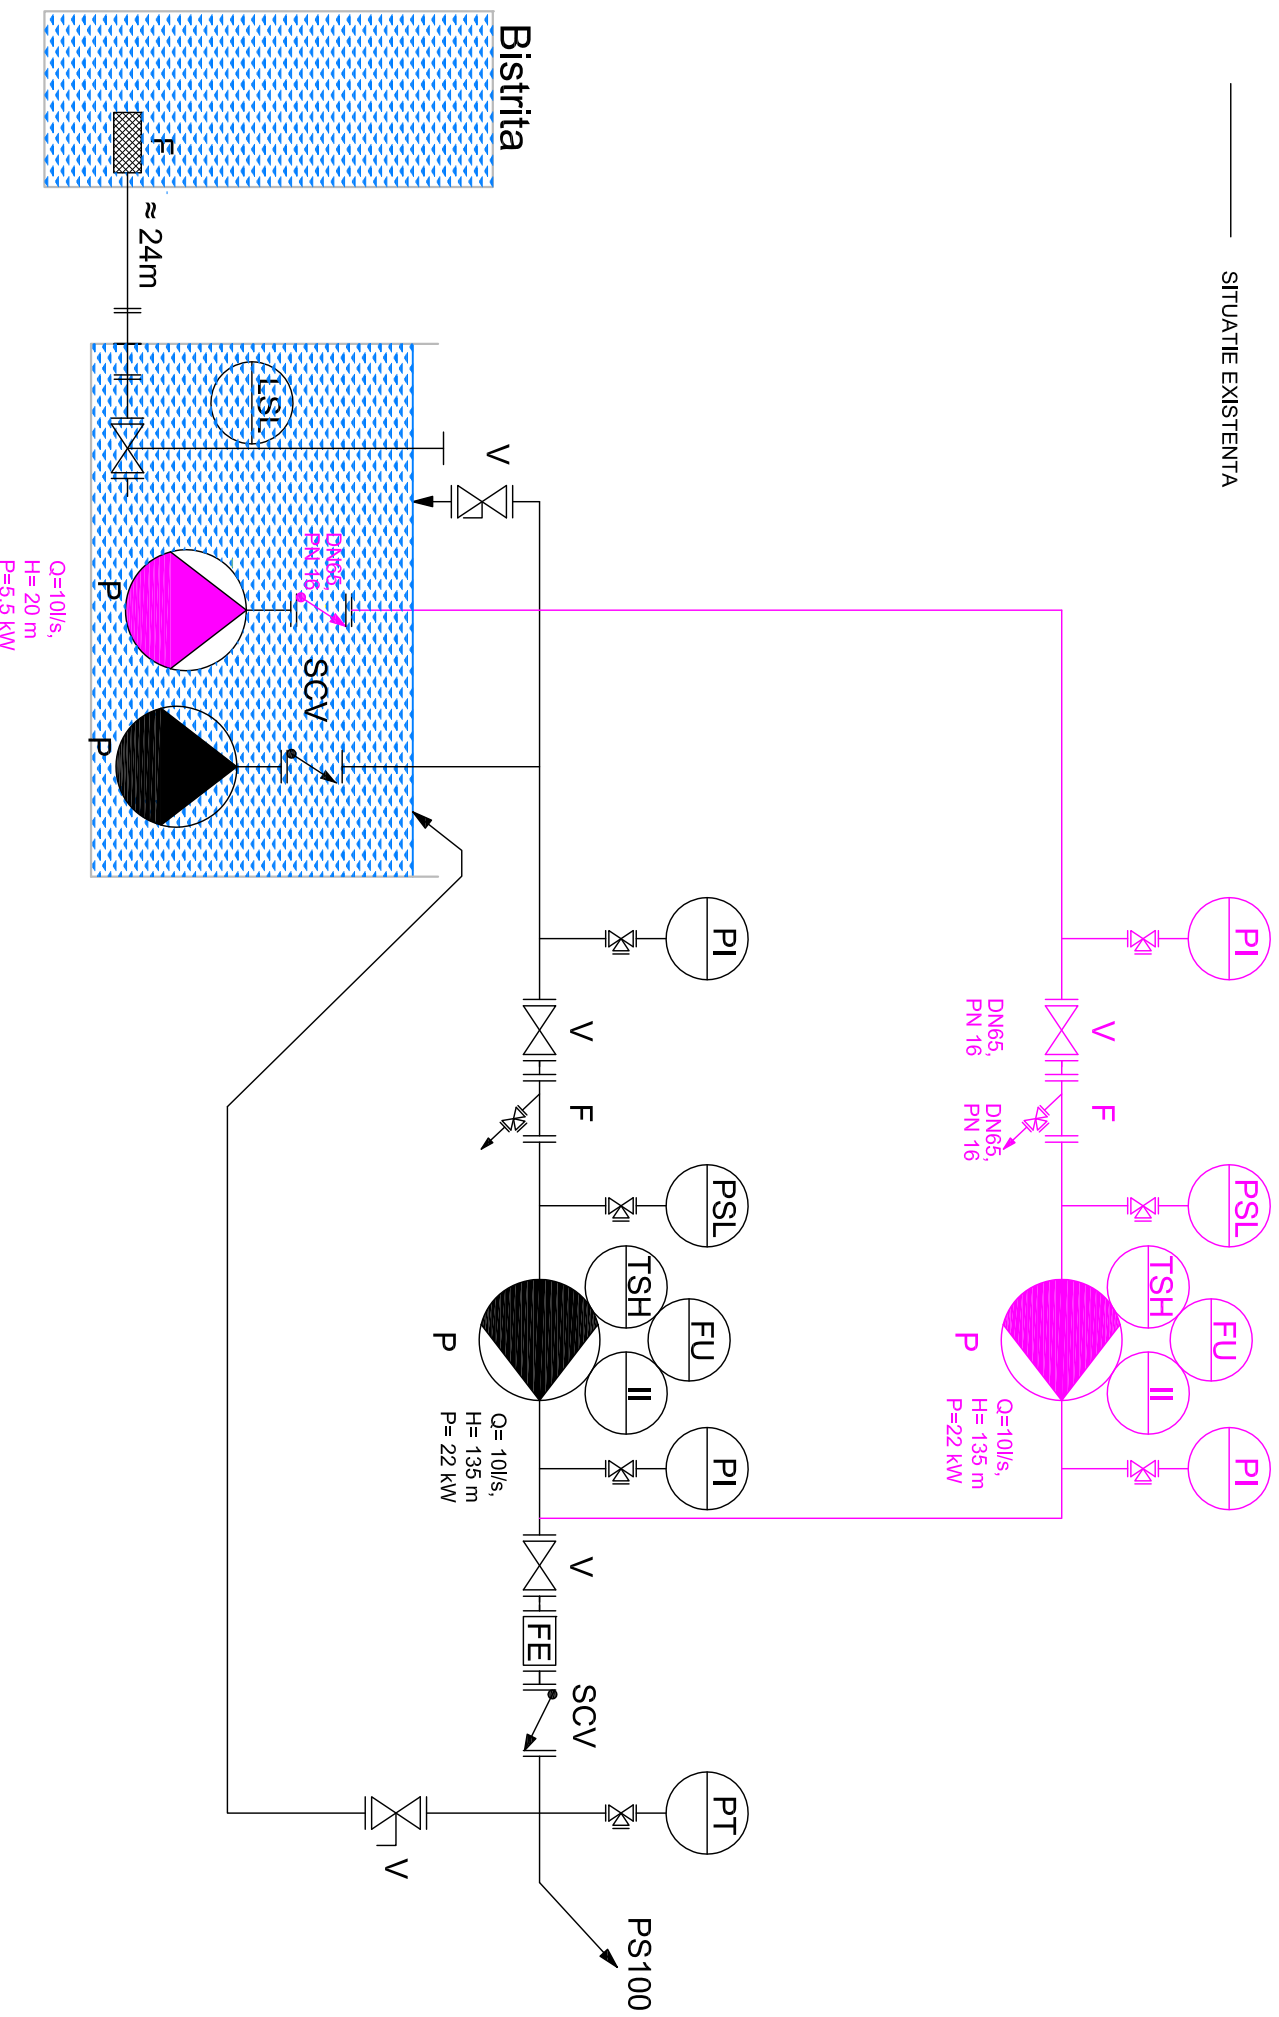 SITUATIE EXISTENTA
Bistrita
F
≈ 24m
LSL
V
DN65,
PN 16
P
Q=10l/s,
H= 20 m
P=5,5 kW
SCV
P
PI
V
DN65,
PN 16
F
DN65,
PN 16
PSL
TSH
FU
II
P
Q=10l/s,
H= 135 m
P=22 kW
PI
PI
V
F
PSL
TSH
FU
II
P
Q= 10l/s,
H= 135 m
P= 22 kW
PI
V
FE
SCV
PT
V
PS100